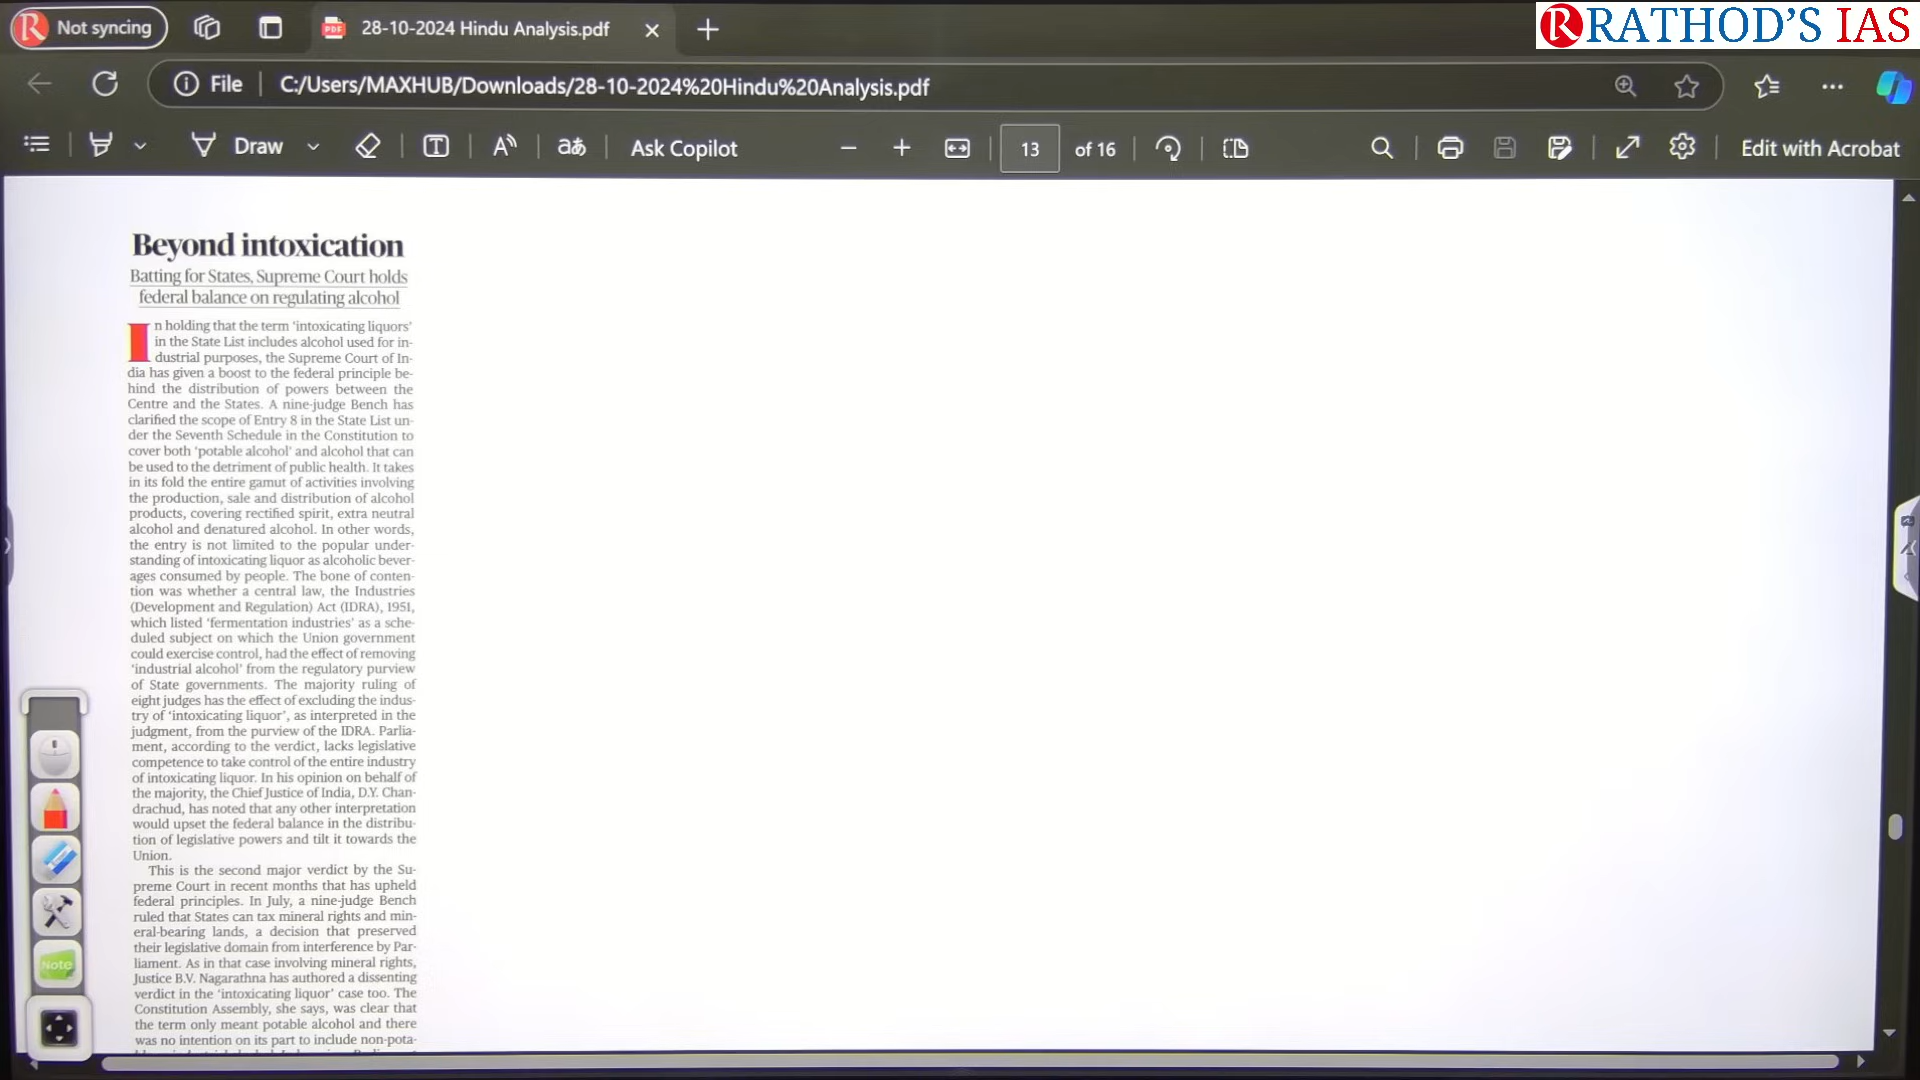 Not syncing
28-10-2024 Hindu Analysis.pdf
RATHOD'S IAS
File
C:/Users/MAXHUB/Downloads/28-10-2024%20Hindu%20Analysis.pdf
Draw
Ask Copilot
13 of 16
Edit with Acrobat
Beyond intoxication
Batting for States, Supreme Court holds
federal balance on regulating alcohol
In holding that the term ‘intoxicating liquors’
in the State List includes alcohol used for in-
dustrial purposes, the Supreme Court of In-
dia has given a boost to the federal principle be-
hind the distribution of powers between the
Centre and the States. A nine-judge Bench has
clarified the scope of Entry 8 in the State List un-
der the Seventh Schedule in the Constitution to
cover both ‘potable alcohol’ and alcohol that can
be used to the detriment of public health. It takes
in its fold the entire gamut of activities involving
the production, sale and distribution of alcohol
products, covering rectified spirit, extra neutral
alcohol and denatured alcohol. In other words,
the entry is not limited to the popular under-
standing of intoxicating liquor as alcoholic bever-
ages consumed by people. The bone of conten-
tion was whether a central law, the Industries
(Development and Regulation) Act (IDRA), 1951,
which listed ‘fermentation industries’ as a sche-
duled subject on which the Union government
could exercise control, had the effect of removing
‘industrial alcohol’ from the regulatory purview
of State governments. The majority ruling of
eight judges has the effect of excluding the indus-
try of ‘intoxicating liquor’, as interpreted in the
judgment, from the purview of the IDRA. Parlia-
ment, according to the verdict, lacks legislative
competence to take control of the entire industry
of intoxicating liquor. In his opinion on behalf of
the majority, the Chief Justice of India, D.Y. Chan-
drachud, has noted that any other interpretation
would upset the federal balance in the distribu-
tion of legislative powers and tilt it towards the
Union.
This is the second major verdict by the Su-
preme Court in recent months that has upheld
federal principles. In July, a nine-judge Bench
ruled that States can tax mineral rights and min-
eral-bearing lands, a decision that preserved
their legislative domain from interference by Par-
liament. As in that case involving mineral rights,
Justice B.V. Nagarathna has authored a dissenting
verdict in the ‘intoxicating liquor’ case too. The
Constitution Assembly, she says, was clear that
the term only meant potable alcohol and there
was no intention on its part to include non-pota-
Note